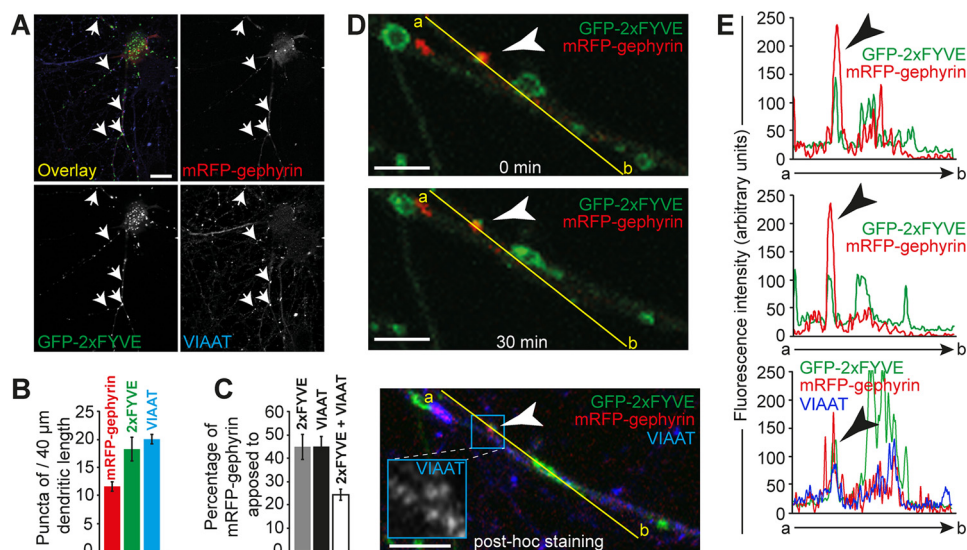 A
Overlay
mRFP-gephyrin
GFP-2xFYVE
VIAAT
B
Puncta of / 40 µm
dendritic length
25
20
15
10
5
0
mRFP-gephyrin
2xFYVE
VIAAT
C
Percentage of
mRFP-gephyrin
apposed to
60
50
40
30
20
10
0
2xFYVE
VIAAT
2xFYVE + VIAAT
D
a
GFP-2xFYVE
mRFP-gephyrin
0 min
b
a
GFP-2xFYVE
mRFP-gephyrin
30 min
b
a
GFP-2xFYVE
mRFP-gephyrin
VIAAT
VIAAT
b
post-hoc staining
E
Fluorescence intensity (arbitrary units)
250
200
150
100
50
0
GFP-2xFYVE
mRFP-gephyrin
a
b
250
200
150
100
50
0
GFP-2xFYVE
mRFP-gephyrin
a
b
GFP-2xFYVE
mRFP-gephyrin
VIAAT
250
200
150
100
50
0
a
b